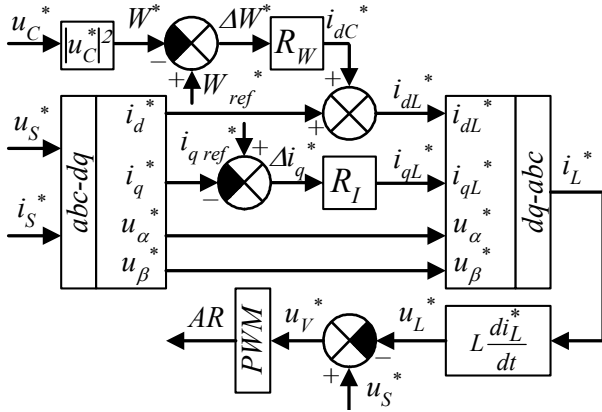 u_C^* |u_C^*|^2 W^* − ΔW^* R_W i_dC^*
+ W_ref^* +
u_S^* abc-dq i_d^* + i_dL^* i_dL^* dq-abc i_L^*
i_q ref^* +
i_S^* i_q^* − Δi_q^* R_I i_qL^* i_qL^*
u_α^* u_α^*
u_β^* u_β^*
AR PWM u_V^* − u_L^* L di_L^*/dt
+ u_S^*